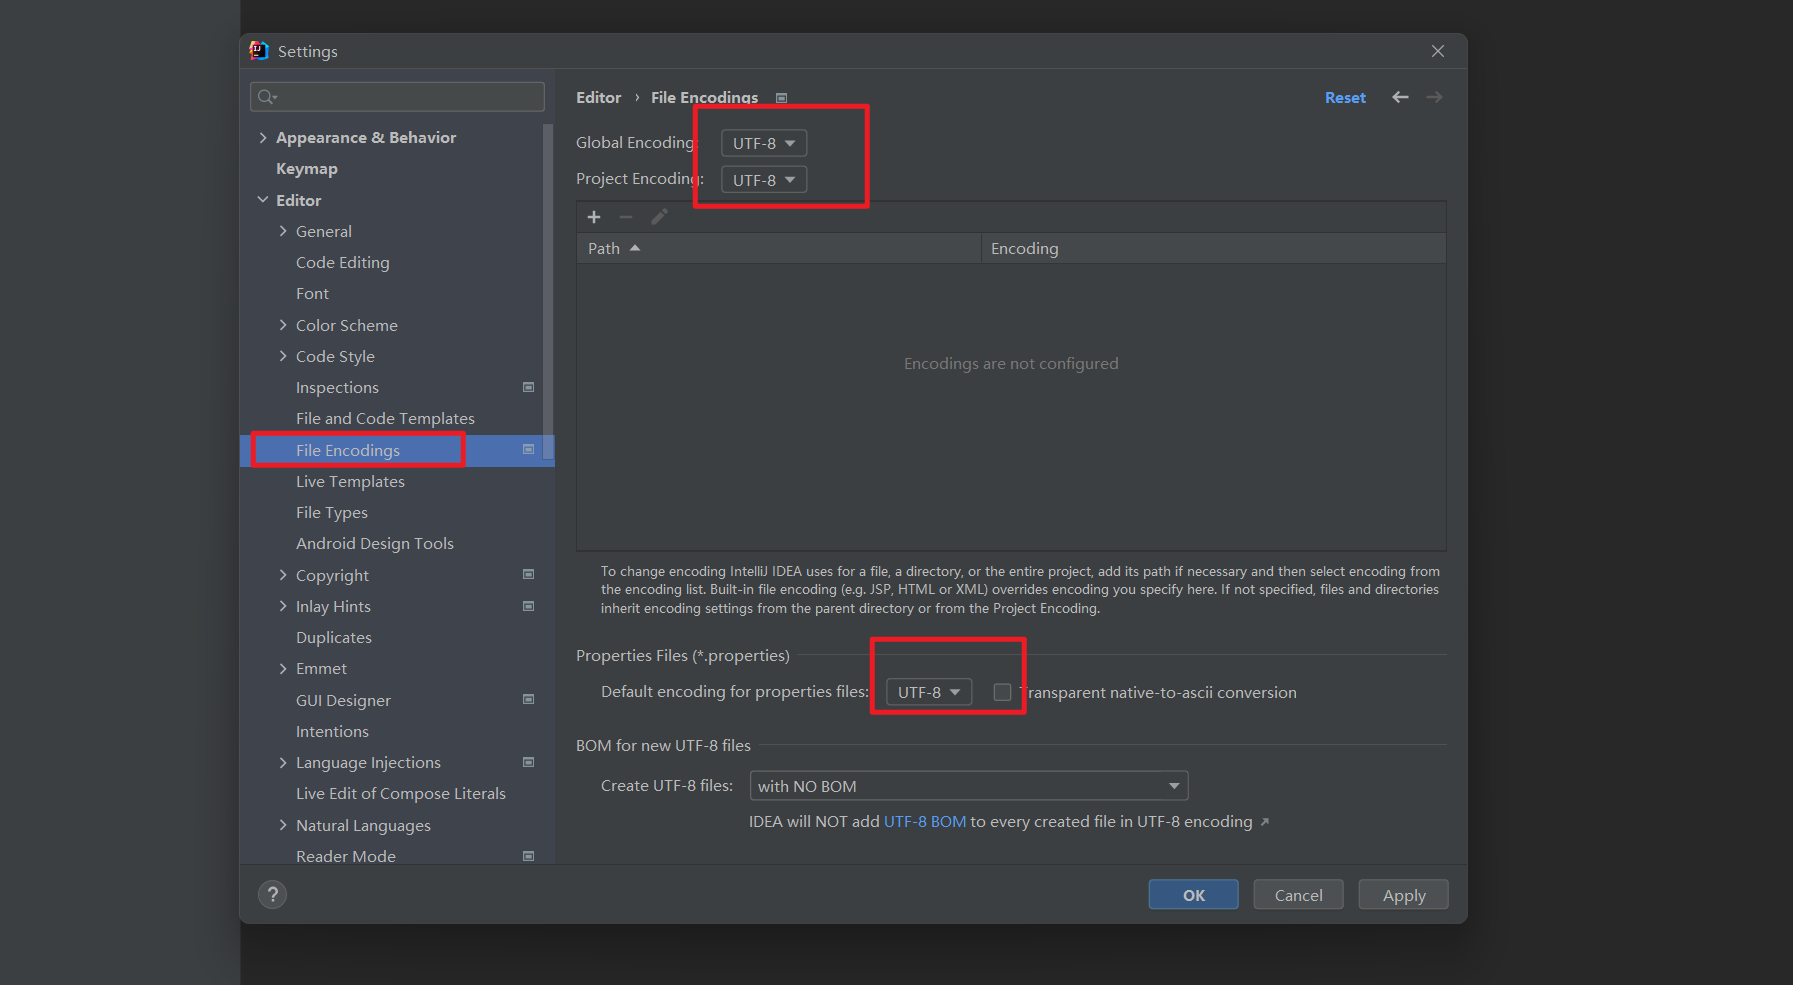 Settings
Appearance & Behavior
Keymap
Editor
General
Code Editing
Font
Color Scheme
Code Style
Inspections
File and Code Templates
File Encodings
Live Templates
File Types
Android Design Tools
Copyright
Inlay Hints
Duplicates
Emmet
GUI Designer
Intentions
Language Injections
Live Edit of Compose Literals
Natural Languages
Reader Mode
Editor › File Encodings
Reset
Global Encoding UTF-8
Project Encoding: UTF-8
Path Encoding
Encodings are not configured
To change encoding IntelliJ IDEA uses for a file, a directory, or the entire project, add its path if necessary and then select encoding from
the encoding list. Built-in file encoding (e.g. JSP, HTML or XML) overrides encoding you specify here. If not specified, files and directories
inherit encoding settings from the parent directory or from the Project Encoding.
Properties Files (*.properties)
Default encoding for properties files: UTF-8 Transparent native-to-ascii conversion
BOM for new UTF-8 files
Create UTF-8 files: with NO BOM
IDEA will NOT add UTF-8 BOM to every created file in UTF-8 encoding ↗
?
OK Cancel Apply